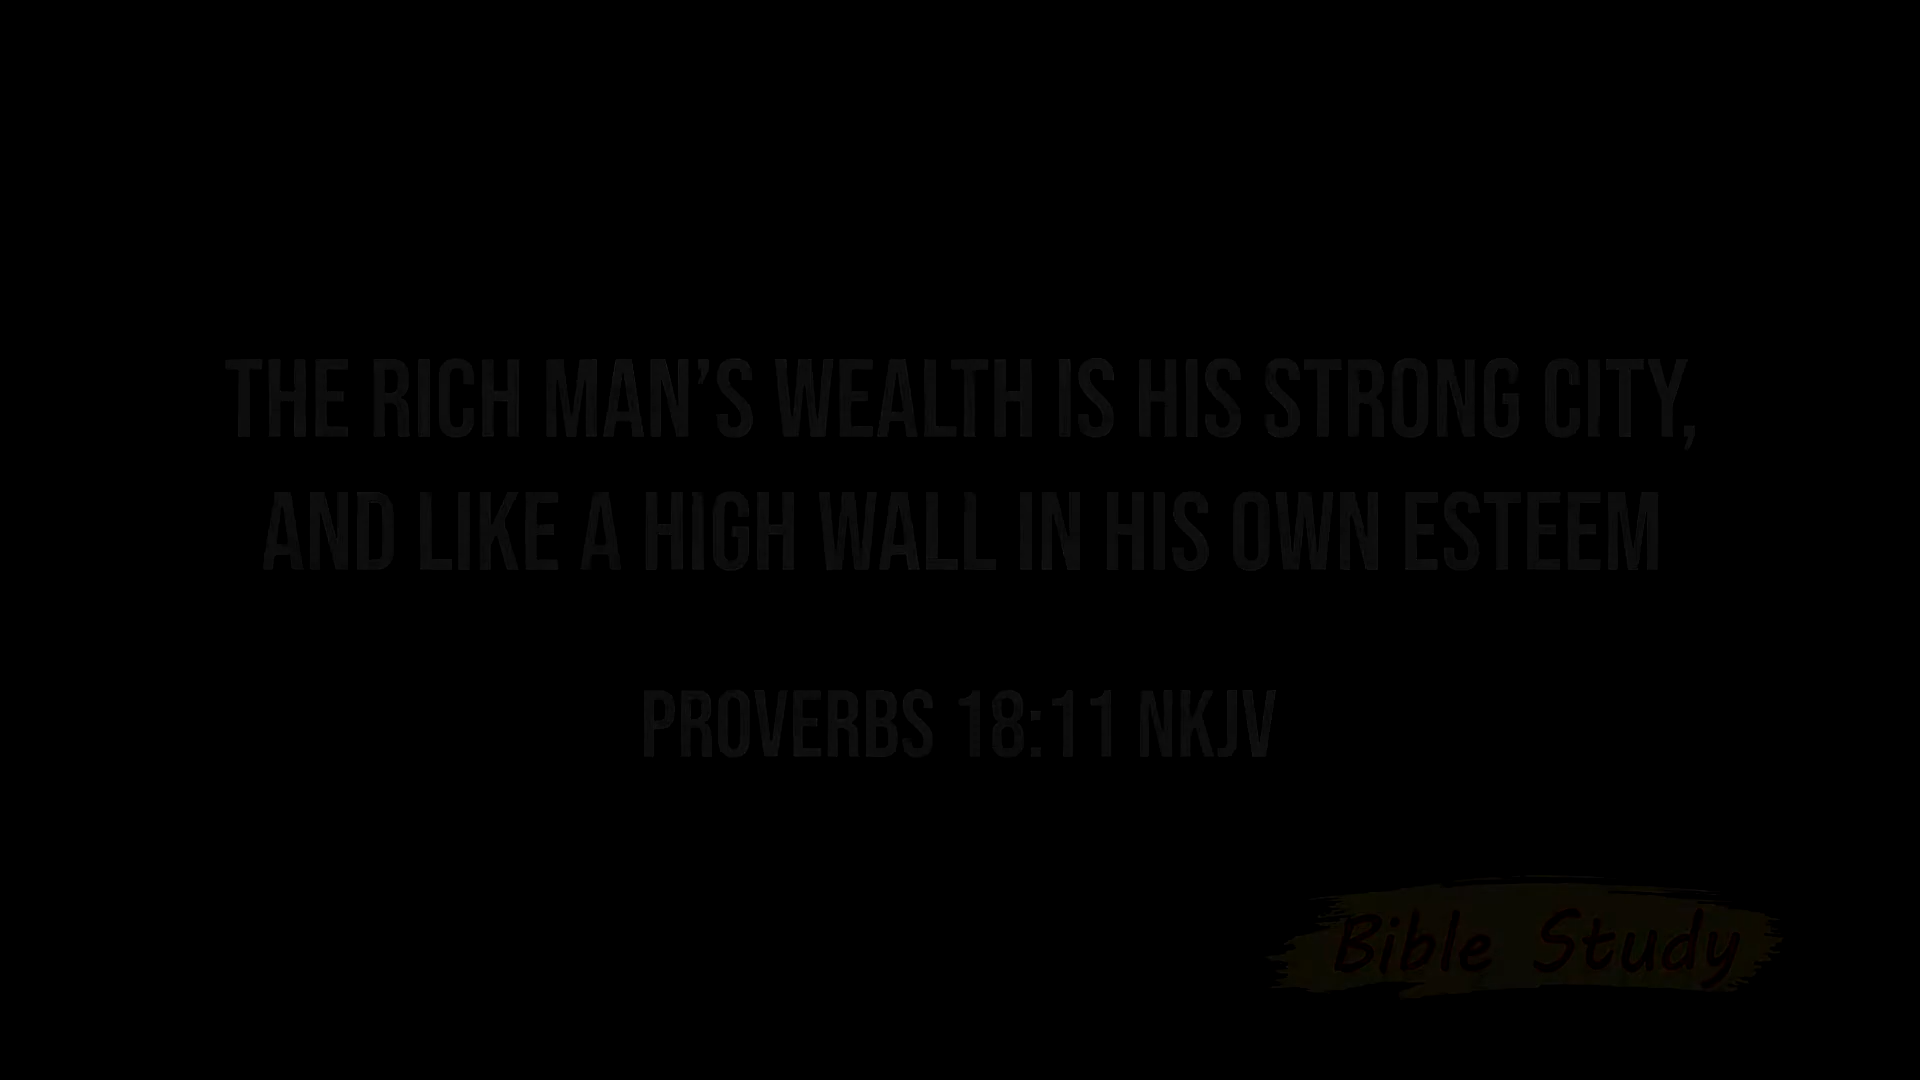 THE RICH MAN’S WEALTH IS HIS STRONG CITY,
AND LIKE A HIGH WALL IN HIS OWN ESTEEM
PROVERBS 18:11 NKJV
Bible Study